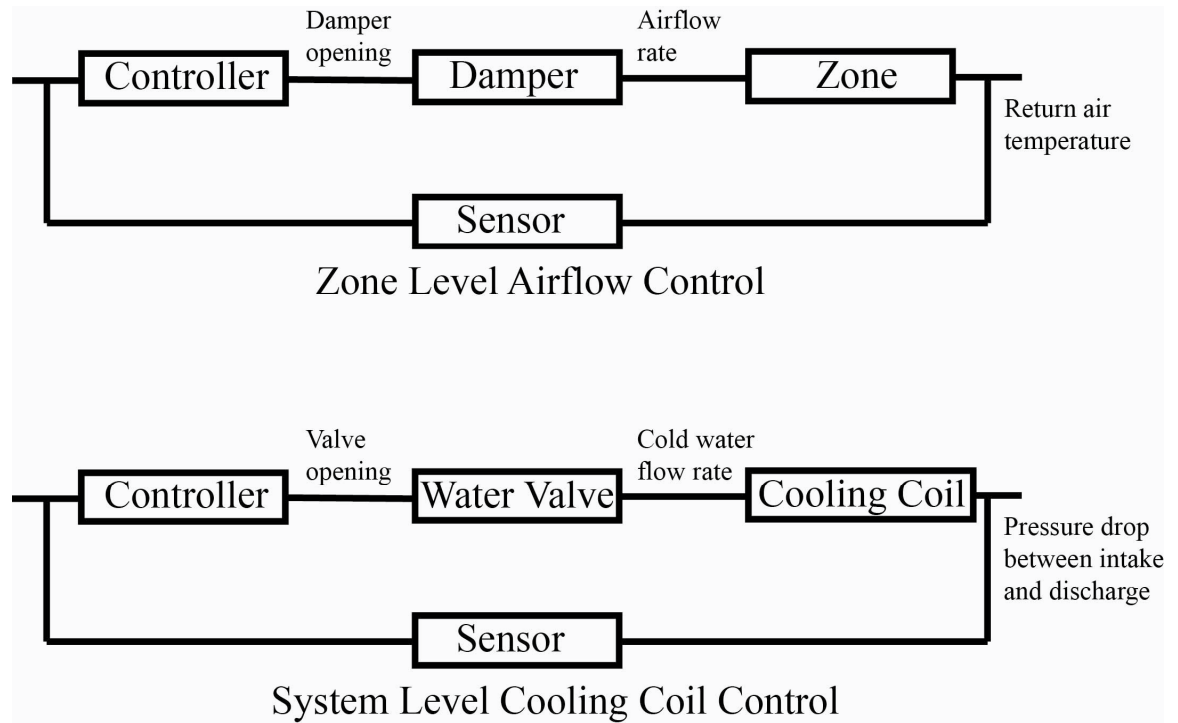 Damper
opening
Airflow
rate
Controller
Damper
Zone
Return air
temperature
Sensor
Zone Level Airflow Control
Valve
opening
Cold water
flow rate
Controller
Water Valve
Cooling Coil
Pressure drop
between intake
and discharge
Sensor
System Level Cooling Coil Control